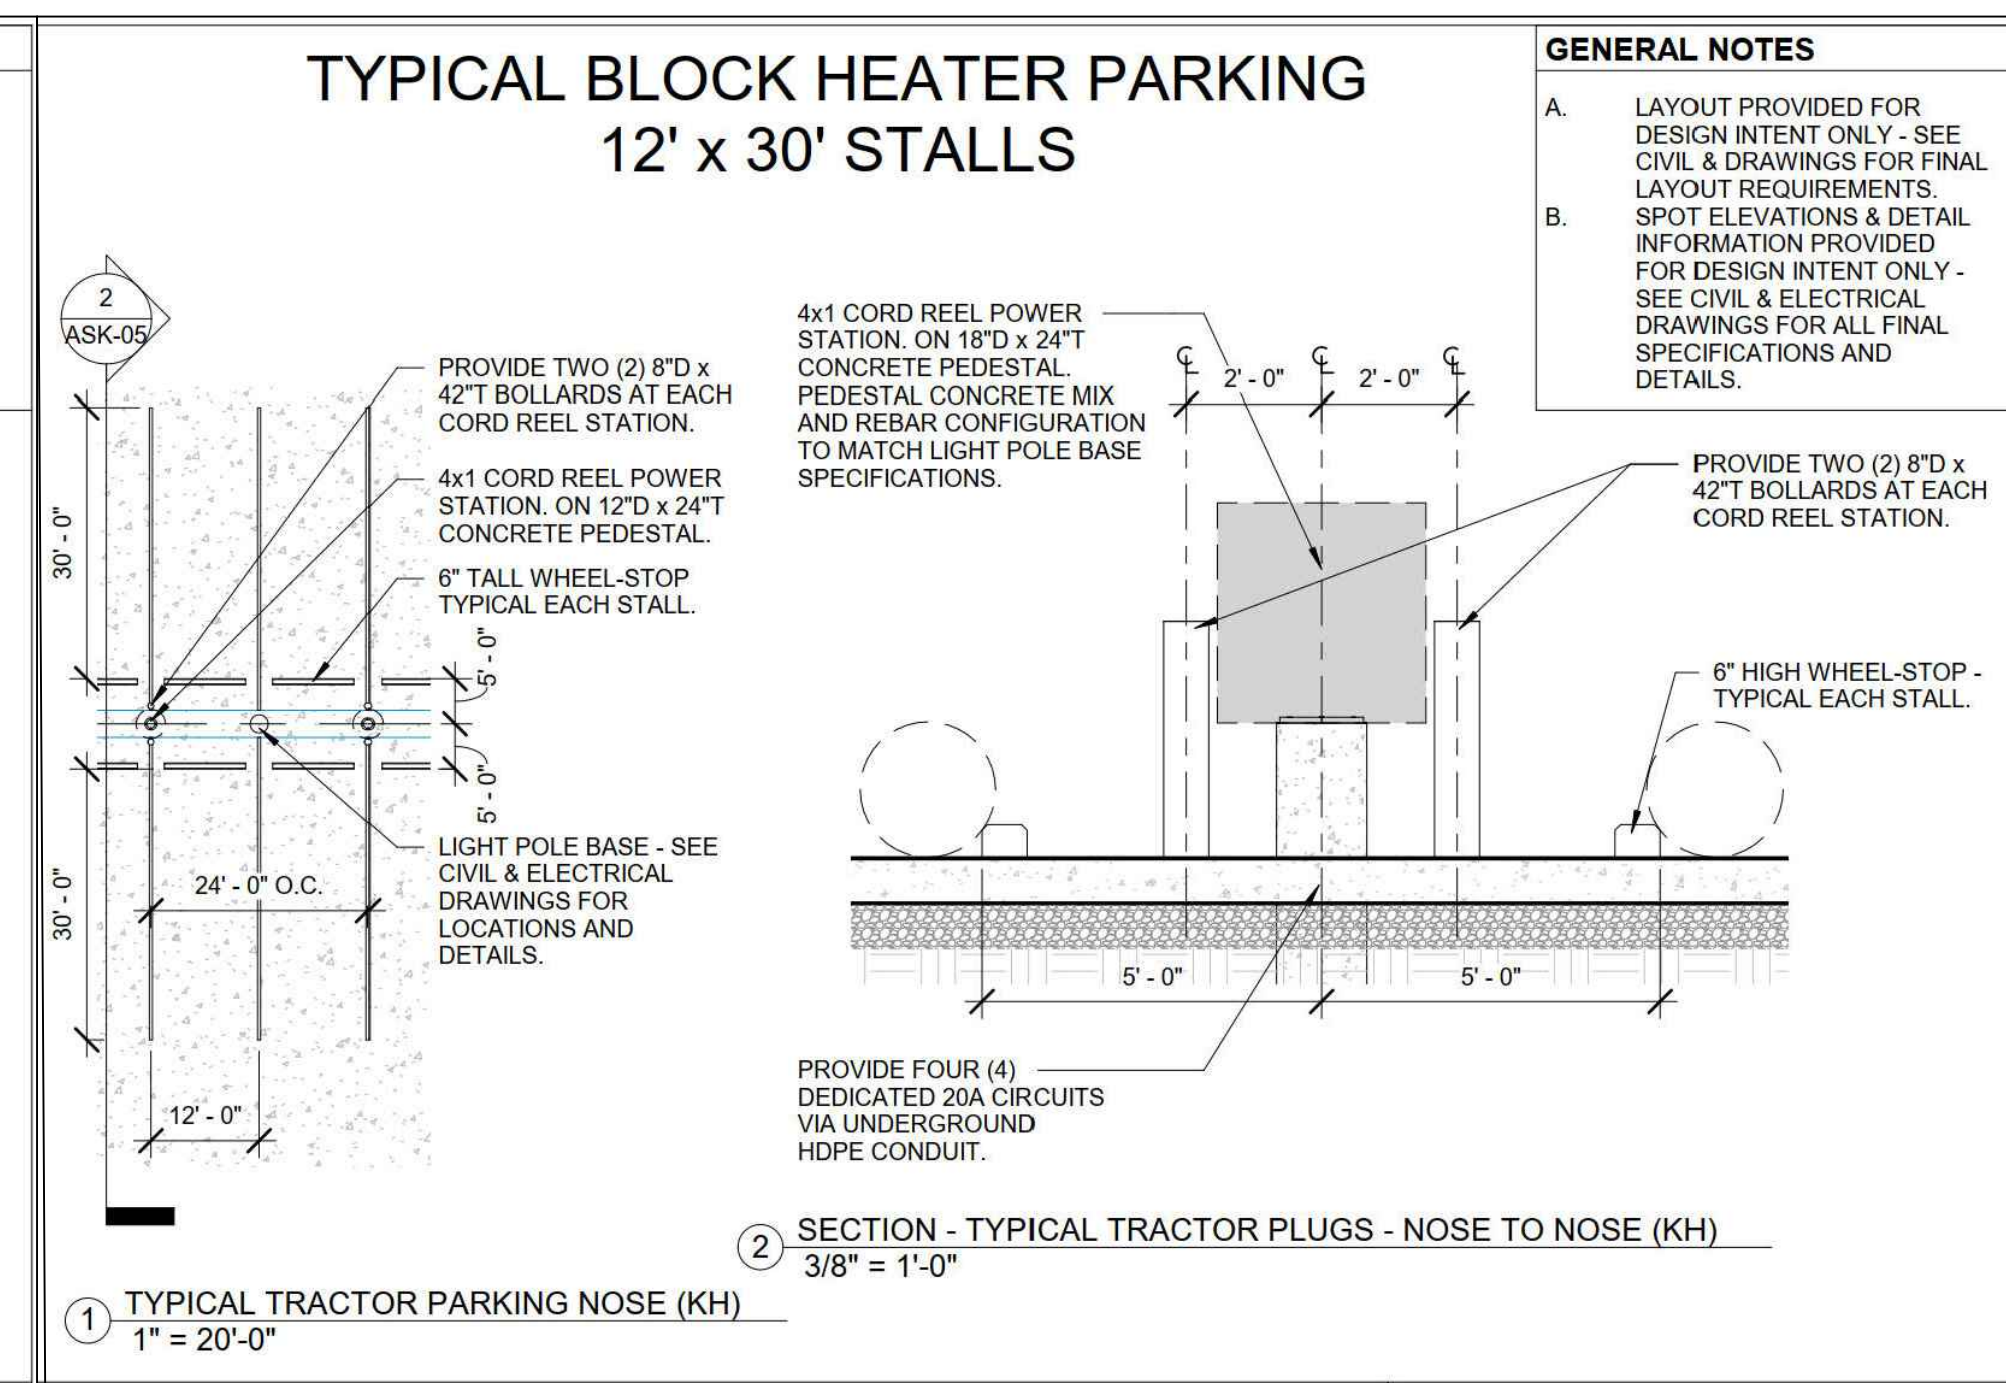 TYPICAL BLOCK HEATER PARKING
12' x 30' STALLS
GENERAL NOTES
A.
LAYOUT PROVIDED FOR
DESIGN INTENT ONLY - SEE
CIVIL & DRAWINGS FOR FINAL
LAYOUT REQUIREMENTS.
B.
SPOT ELEVATIONS & DETAIL
INFORMATION PROVIDED
FOR DESIGN INTENT ONLY -
SEE CIVIL & ELECTRICAL
DRAWINGS FOR ALL FINAL
SPECIFICATIONS AND
DETAILS.
2
ASK-05
PROVIDE TWO (2) 8"D x
42"T BOLLARDS AT EACH
CORD REEL STATION.
4x1 CORD REEL POWER
STATION. ON 12"D x 24"T
CONCRETE PEDESTAL.
6" TALL WHEEL-STOP
TYPICAL EACH STALL.
30' - 0"
5' - 0"
5' - 0"
30' - 0"
LIGHT POLE BASE - SEE
CIVIL & ELECTRICAL
DRAWINGS FOR
LOCATIONS AND
DETAILS.
24' - 0" O.C.
12' - 0"
1
TYPICAL TRACTOR PARKING NOSE (KH)
1" = 20'-0"
4x1 CORD REEL POWER
STATION. ON 18"D x 24"T
CONCRETE PEDESTAL.
PEDESTAL CONCRETE MIX
AND REBAR CONFIGURATION
TO MATCH LIGHT POLE BASE
SPECIFICATIONS.
℄
℄
℄
2' - 0"
2' - 0"
PROVIDE TWO (2) 8"D x
42"T BOLLARDS AT EACH
CORD REEL STATION.
6" HIGH WHEEL-STOP -
TYPICAL EACH STALL.
5' - 0"
5' - 0"
PROVIDE FOUR (4)
DEDICATED 20A CIRCUITS
VIA UNDERGROUND
HDPE CONDUIT.
2
SECTION - TYPICAL TRACTOR PLUGS - NOSE TO NOSE (KH)
3/8" = 1'-0"